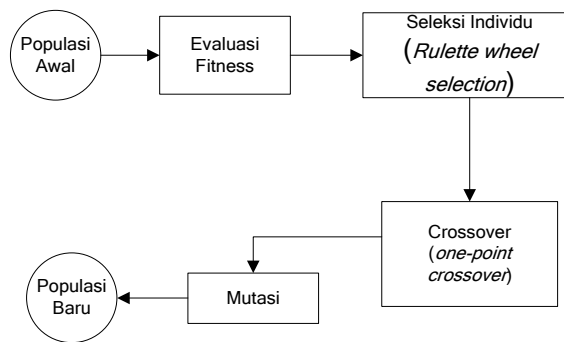 Populasi
Awal
Evaluasi
Fitness
Seleksi Individu
(Rulette wheel
selection)
Crossover
(one-point
crossover)
Mutasi
Populasi
Baru